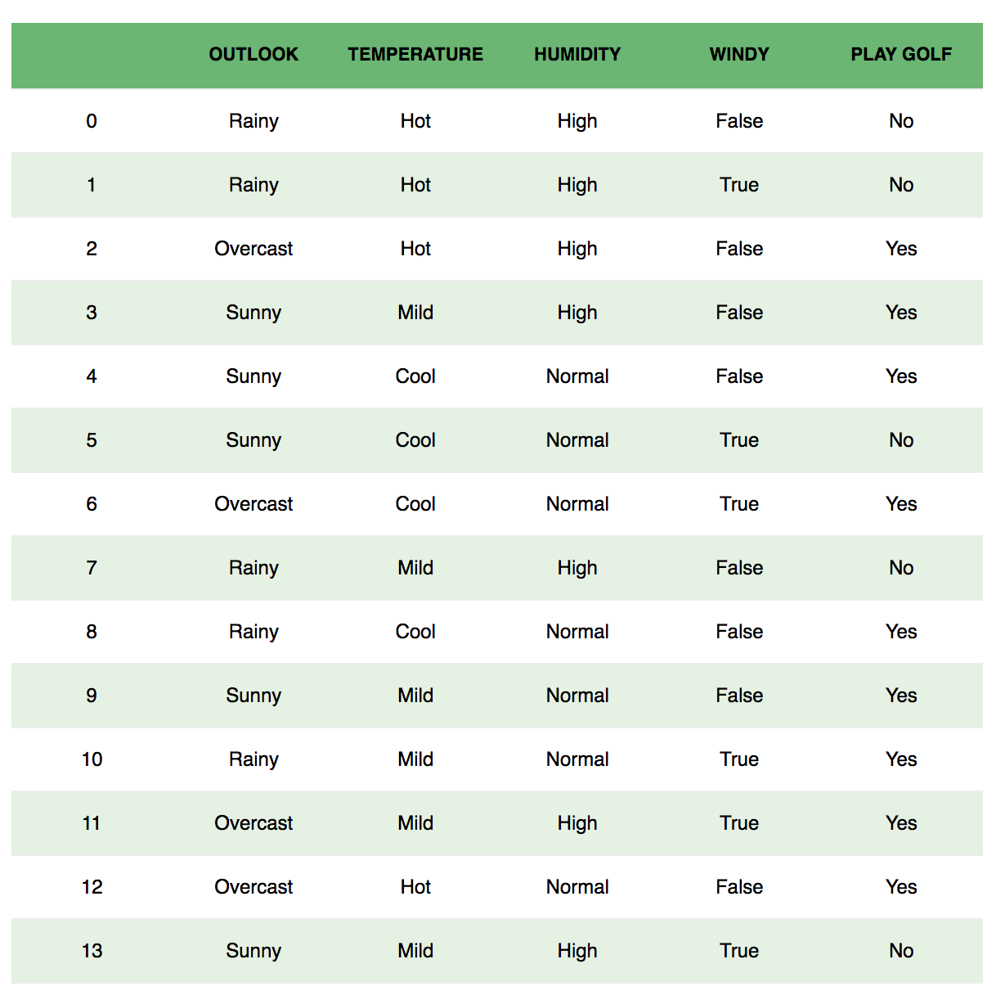 OUTLOOK TEMPERATURE HUMIDITY WINDY PLAY GOLF
0 Rainy Hot High False No
1 Rainy Hot High True No
2 Overcast Hot High False Yes
3 Sunny Mild High False Yes
4 Sunny Cool Normal False Yes
5 Sunny Cool Normal True No
6 Overcast Cool Normal True Yes
7 Rainy Mild High False No
8 Rainy Cool Normal False Yes
9 Sunny Mild Normal False Yes
10 Rainy Mild Normal True Yes
11 Overcast Mild High True Yes
12 Overcast Hot Normal False Yes
13 Sunny Mild High True No